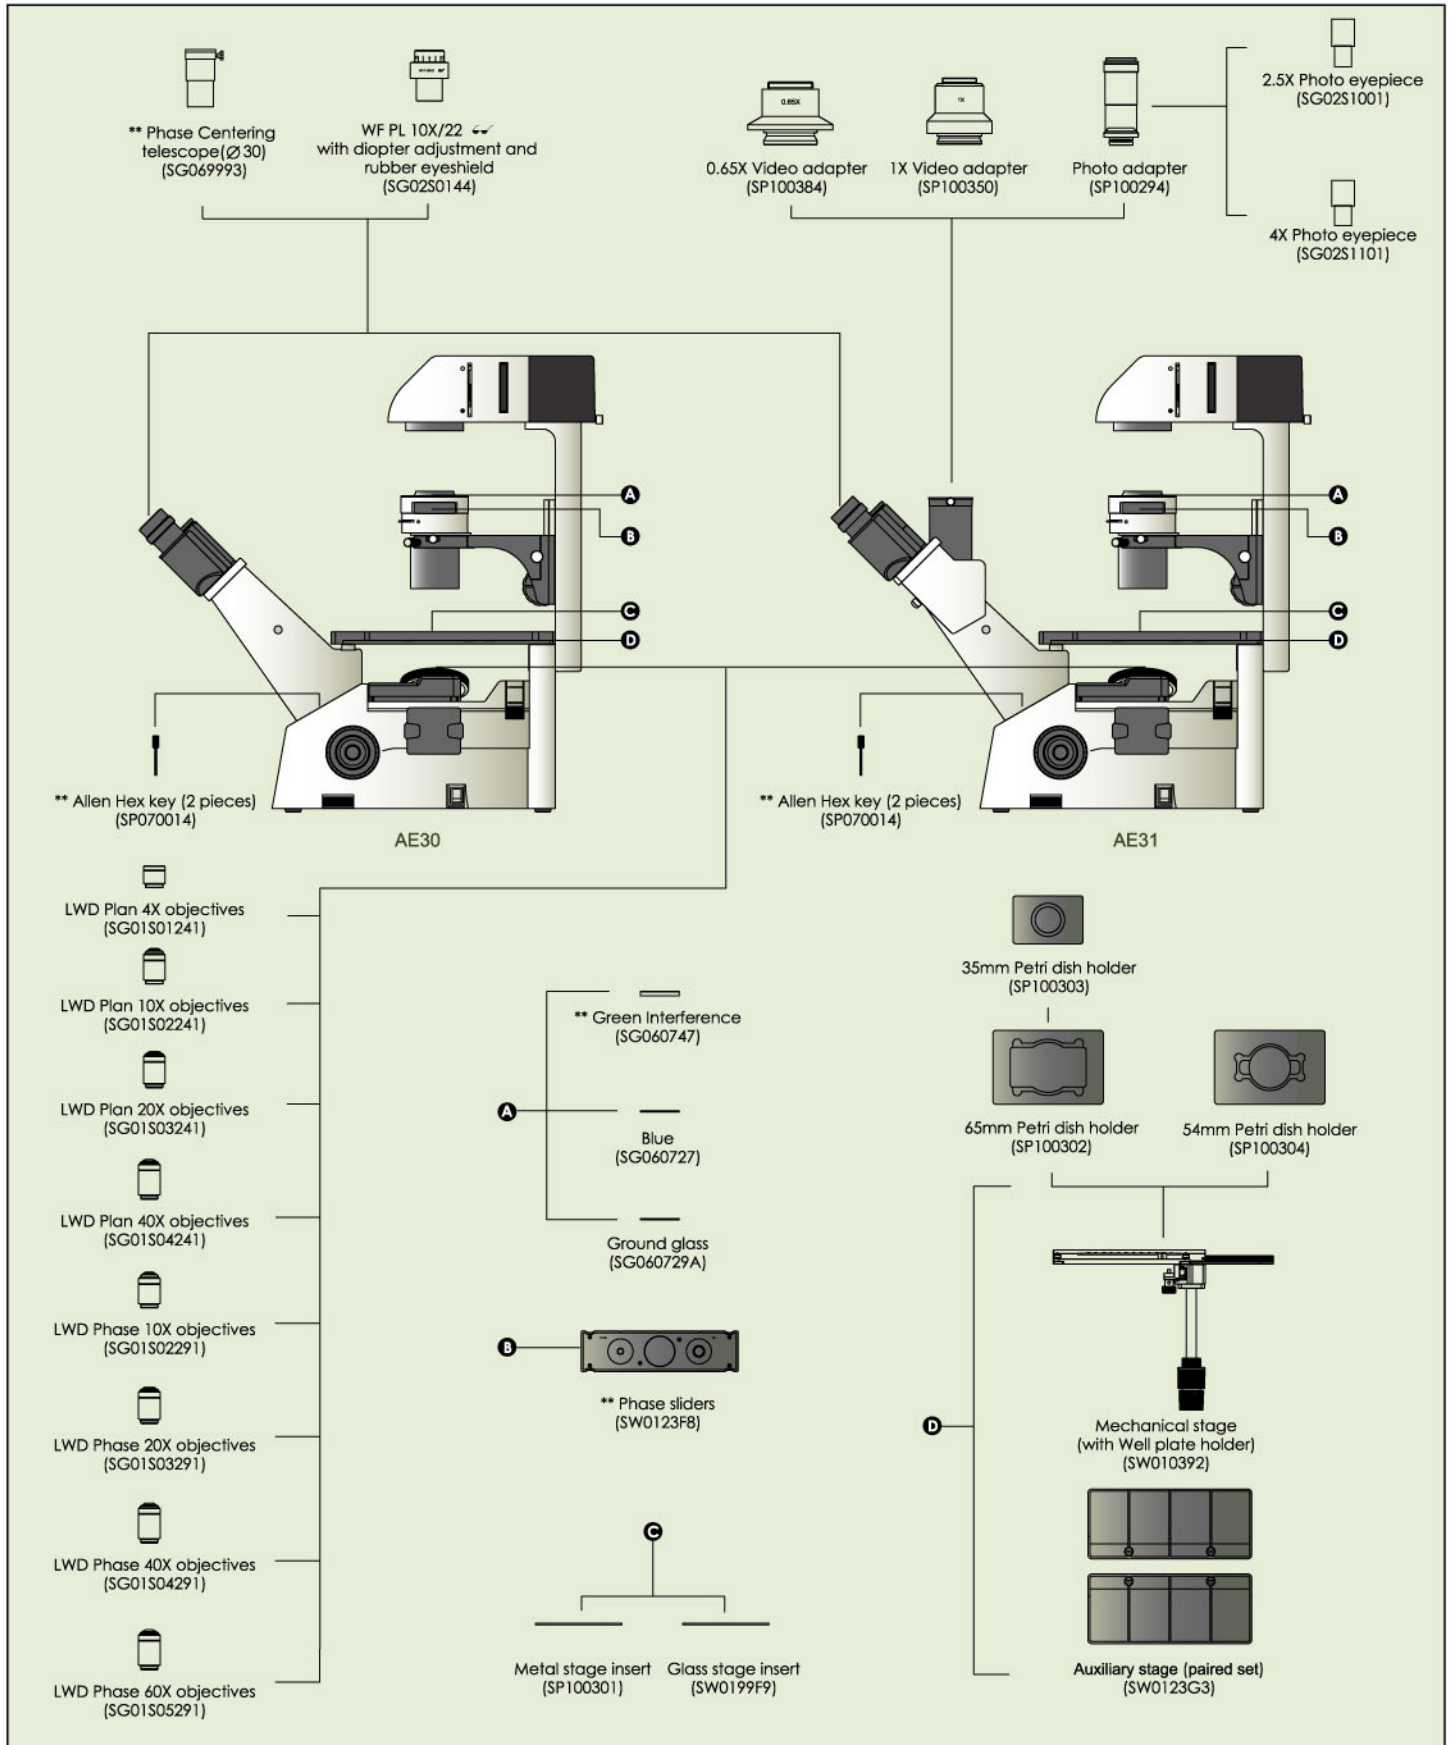 ** Phase Centering
telescope(Ø 30)
(SG069993)
WF PL 10X/22
with diopter adjustment and
rubber eyeshield
(SG02S0144)
0.65X
0.65X Video adapter
(SP100384)
1X
1X Video adapter
(SP100350)
Photo adapter
(SP100294)
2.5X Photo eyepiece
(SG02S1001)
4X Photo eyepiece
(SG02S1101)
A
B
C
D
A
B
C
D
** Allen Hex key (2 pieces)
(SP070014)
AE30
** Allen Hex key (2 pieces)
(SP070014)
AE31
LWD Plan 4X objectives
(SG01S01241)
LWD Plan 10X objectives
(SG01S02241)
LWD Plan 20X objectives
(SG01S03241)
LWD Plan 40X objectives
(SG01S04241)
LWD Phase 10X objectives
(SG01S02291)
LWD Phase 20X objectives
(SG01S03291)
LWD Phase 40X objectives
(SG01S04291)
LWD Phase 60X objectives
(SG01S05291)
A
** Green Interference
(SG060747)
Blue
(SG060727)
Ground glass
(SG060729A)
B
** Phase sliders
(SW0123F8)
C
Metal stage insert
(SP100301)
Glass stage insert
(SW0199F9)
35mm Petri dish holder
(SP100303)
65mm Petri dish holder
(SP100302)
54mm Petri dish holder
(SP100304)
D
Mechanical stage
(with Well plate holder)
(SW010392)
Auxiliary stage (paired set)
(SW0123G3)